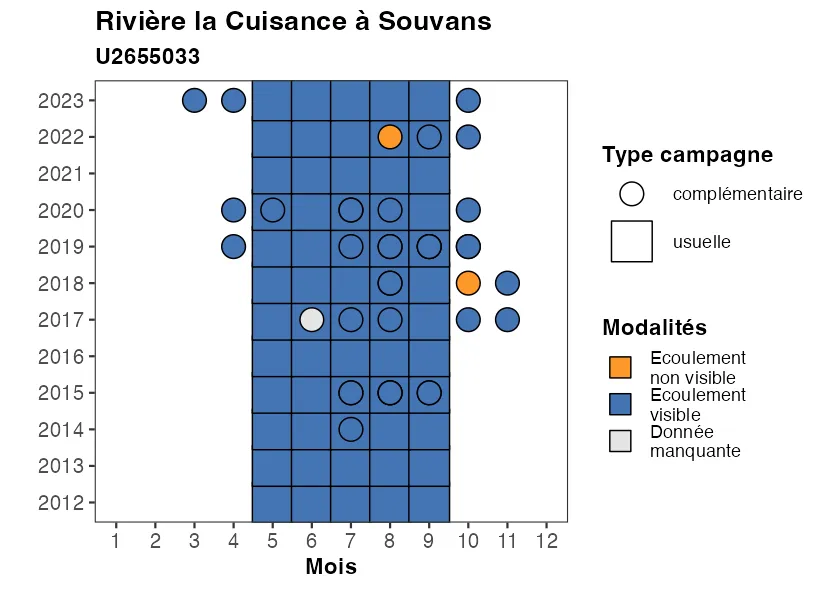 Rivière la Cuisance à Souvans
U2655033
2023
2022
2021
2020
2019
2018
2017
2016
2015
2014
2013
2012
1 2 3 4 5 6 7 8 9 10 11 12
Mois
Type campagne
complémentaire
usuelle
Modalités
Ecoulement
non visible
Ecoulement
visible
Donnée
manquante